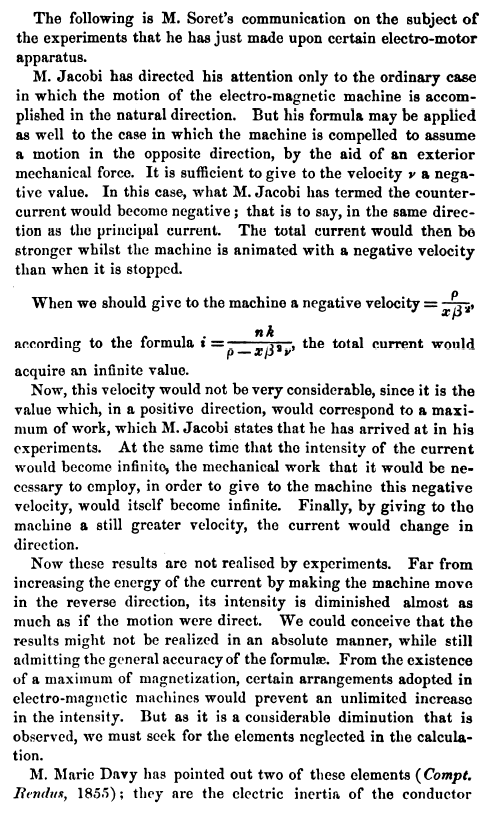 The following is M. Soret's communication on the subject of
the experiments that he has just made upon certain electro-motor
apparatus.
M. Jacobi has directed his attention only to the ordinary case
in which the motion of the electro-magnetic machine is accom-
plished in the natural direction. But his formula may be applied
as well to the case in which the machine is compelled to assume
a motion in the opposite direction, by the aid of an exterior
mechanical force. It is sufficient to give to the velocity ν a nega-
tive value. In this case, what M. Jacobi has termed the counter-
current would become negative; that is to say, in the same direc-
tion as the principal current. The total current would then be
stronger whilst the machine is animated with a negative velocity
than when it is stopped.
When we should give to the machine a negative velocity = ρ/xβ²,
according to the formula i = nk/ρ − xβ²ν, the total current would
acquire an infinite value.
Now, this velocity would not be very considerable, since it is the
value which, in a positive direction, would correspond to a maxi-
mum of work, which M. Jacobi states that he has arrived at in his
experiments. At the same time that the intensity of the current
would become infinite, the mechanical work that it would be ne-
cessary to employ, in order to give to the machine this negative
velocity, would itself become infinite. Finally, by giving to the
machine a still greater velocity, the current would change in
direction.
Now these results are not realised by experiments. Far from
increasing the energy of the current by making the machine move
in the reverse direction, its intensity is diminished almost as
much as if the motion were direct. We could conceive that the
results might not be realized in an absolute manner, while still
admitting the general accuracy of the formulæ. From the existence
of a maximum of magnetization, certain arrangements adopted in
electro-magnetic machines would prevent an unlimited increase
in the intensity. But as it is a considerable diminution that is
observed, we must seek for the elements neglected in the calcula-
tion.
M. Marie Davy has pointed out two of these elements (Compt.
Rendus, 1855); they are the electric inertia of the conductor